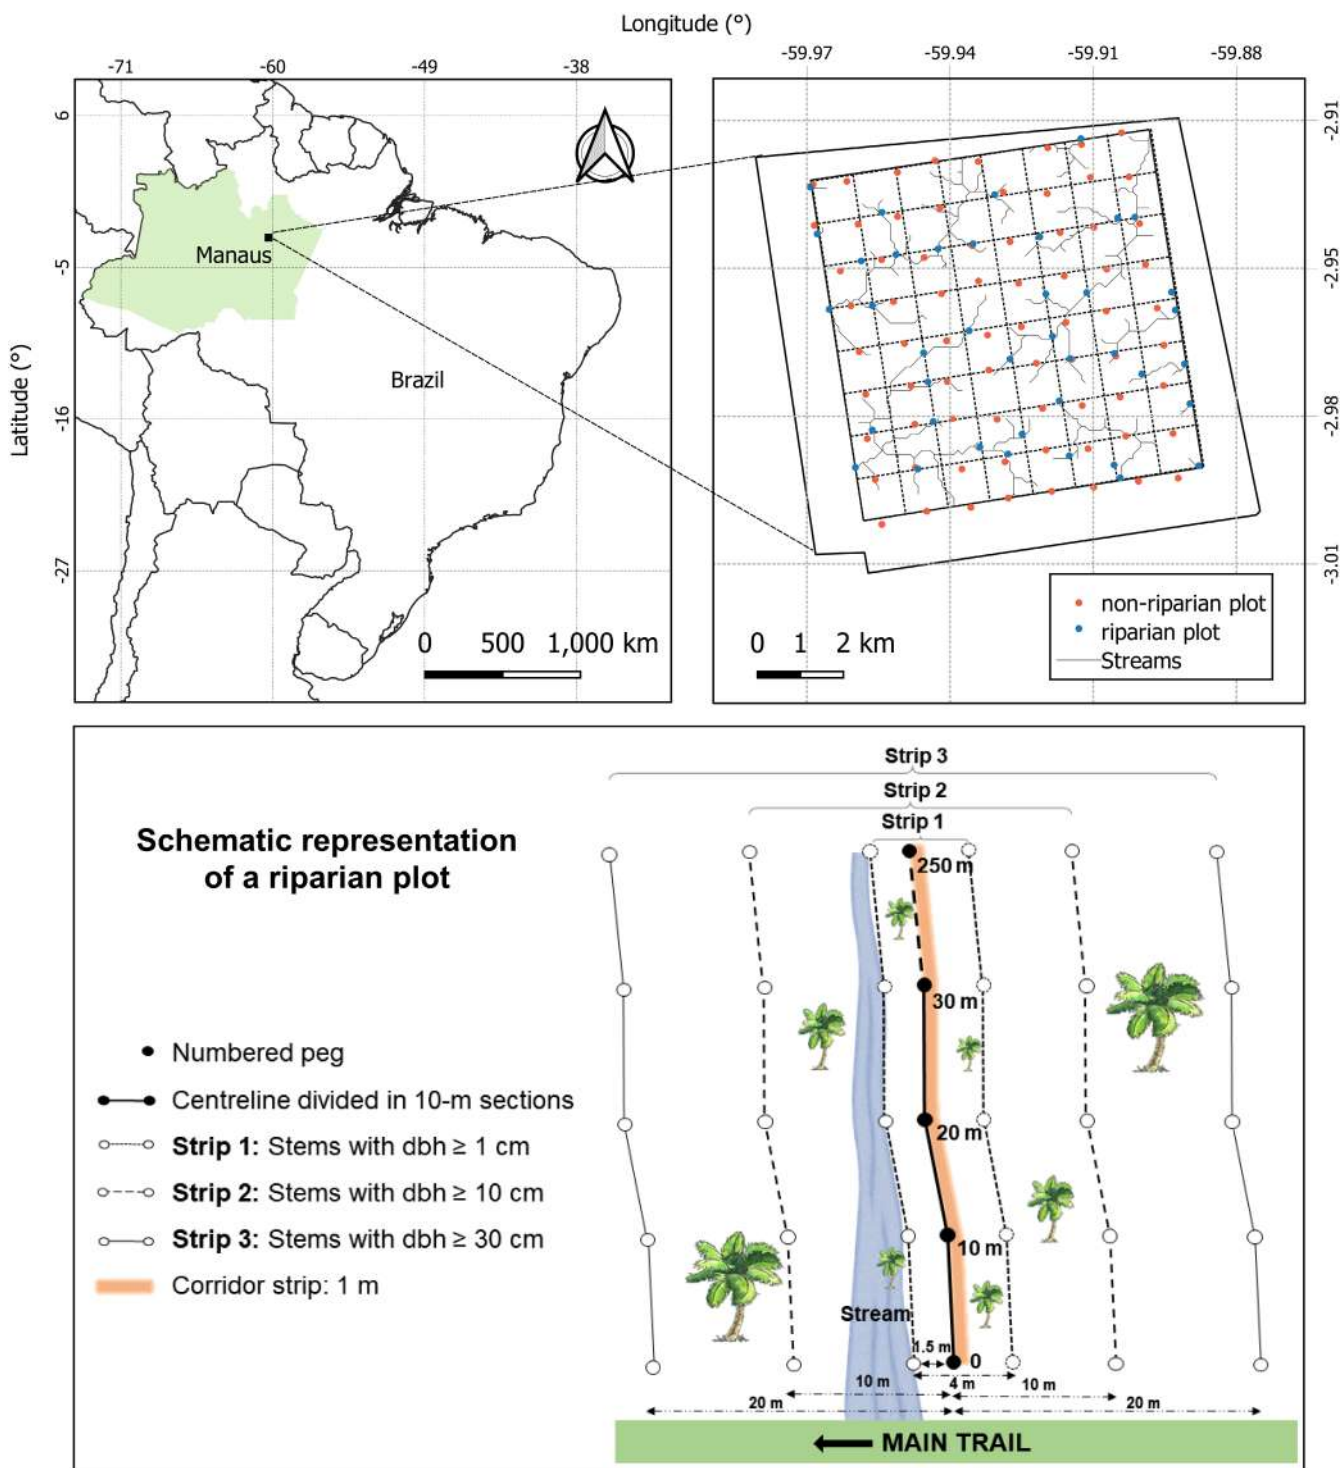 Longitude (°)
-71 -60 -49 -38
-59.97 -59.94 -59.91 -59.88
Latitude (°)
6
-5
-16
-27
Manaus
Brazil
0 500 1,000 km
-2.91
-2.95
-2.98
-3.01
non-riparian plot
riparian plot
Streams
0 1 2 km
Schematic representation
of a riparian plot
Numbered peg
Centreline divided in 10-m sections
Strip 1: Stems with dbh ≥ 1 cm
Strip 2: Stems with dbh ≥ 10 cm
Strip 3: Stems with dbh ≥ 30 cm
Corridor strip: 1 m
Strip 3
Strip 2
Strip 1
250 m
30 m
20 m
10 m
Stream
1.5 m
0
10 m 4 m 10 m
20 m 20 m
MAIN TRAIL